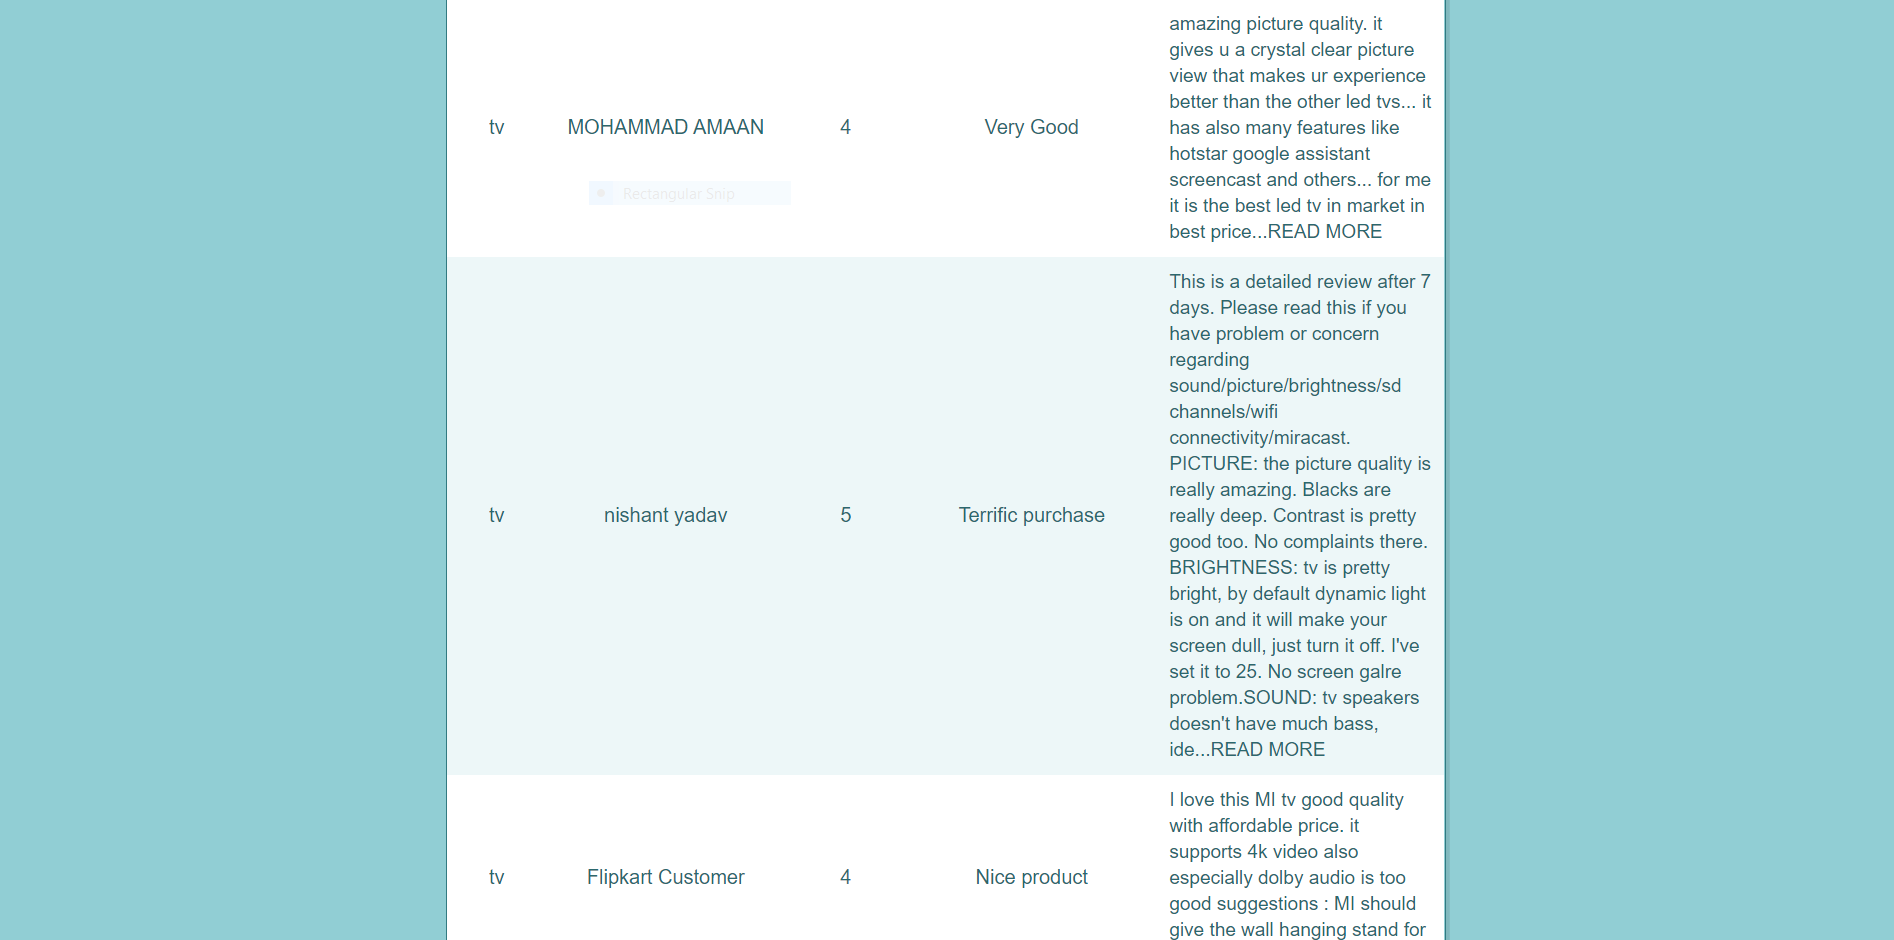 amazing picture quality. it
gives u a crystal clear picture
view that makes ur experience
better than the other led tvs... it
tv MOHAMMAD AMAAN 4 Very Good has also many features like
hotstar google assistant
screencast and others... for me
Rectangular Snip
it is the best led tv in market in
best price...READ MORE
This is a detailed review after 7
days. Please read this if you
have problem or concern
regarding
sound/picture/brightness/sd
channels/wifi
connectivity/miracast.
PICTURE: the picture quality is
really amazing. Blacks are
tv nishant yadav 5 Terrific purchase really deep. Contrast is pretty
good too. No complaints there.
BRIGHTNESS: tv is pretty
bright, by default dynamic light
is on and it will make your
screen dull, just turn it off. I've
set it to 25. No screen galre
problem.SOUND: tv speakers
doesn't have much bass,
ide...READ MORE
I love this MI tv good quality
with affordable price. it
supports 4k video also
tv Flipkart Customer 4 Nice product especially dolby audio is too
good suggestions : MI should
give the wall hanging stand for